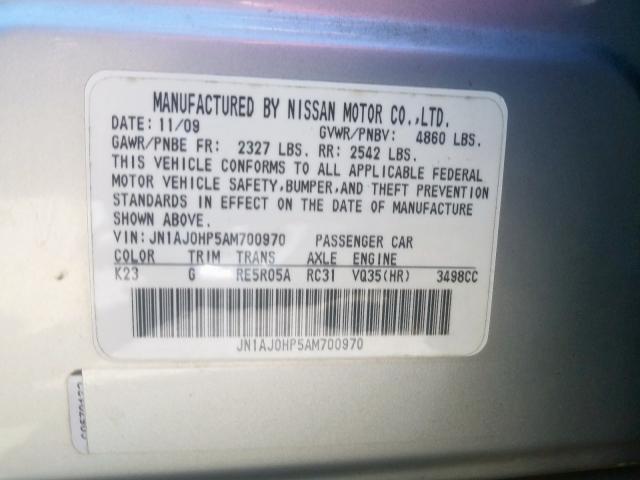 MANUFACTURED BY NISSAN MOTOR CO.,LTD.
DATE: 11/09 GVWR/PNBV: 4860 LBS.
GAWR/PNBE FR: 2327 LBS. RR: 2542 LBS.
THIS VEHICLE CONFORMS TO ALL APPLICABLE FEDERAL
MOTOR VEHICLE SAFETY,BUMPER,AND THEFT PREVENTION
STANDARDS IN EFFECT ON THE DATE OF MANUFACTURE
SHOWN ABOVE.
VIN: JN1AJ0HP5AM700970 PASSENGER CAR
COLOR TRIM TRANS AXLE ENGINE
K23 G RE5R05A RC31 VQ35(HR) 3498CC
JN1AJ0HP5AM700970